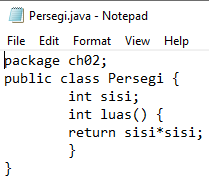 Persegi.java - Notepad
File Edit Format View Help
package ch02;
public class Persegi {
int sisi;
int luas() {
return sisi*sisi;
}
}